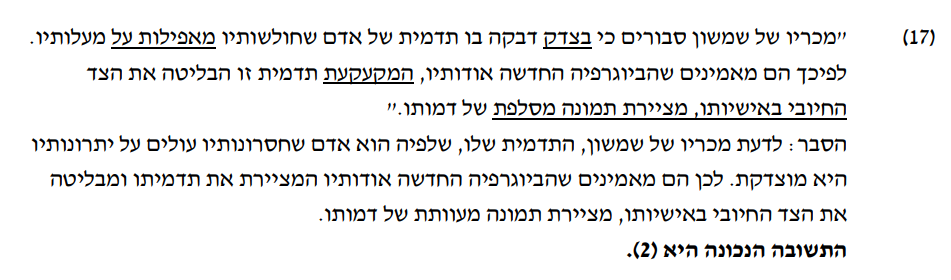 (17) ״מכריו של שמשון סבורים כי בצדק דבקה בו תדמית של אדם שחולשותיו מאפילות על מעלותיו.
לפיכך הם מאמינים שהביוגרפיה החדשה אודותיו, המקעקעת תדמית זו הבליטה את הצד
החיובי באישיותו, מציירת תמונה מסלפת של דמותו.״
הסבר: לדעת מכריו של שמשון, התדמית שלו, שלפיה הוא אדם שחסרונותיו עולים על יתרונותיו
היא מוצדקת. לכן הם מאמינים שהביוגרפיה החדשה אודותיו המציירת את תדמיתו ומבליטה
את הצד החיובי באישיותו, מציירת תמונה מעוותת של דמותו.
התשובה הנכונה היא (2).